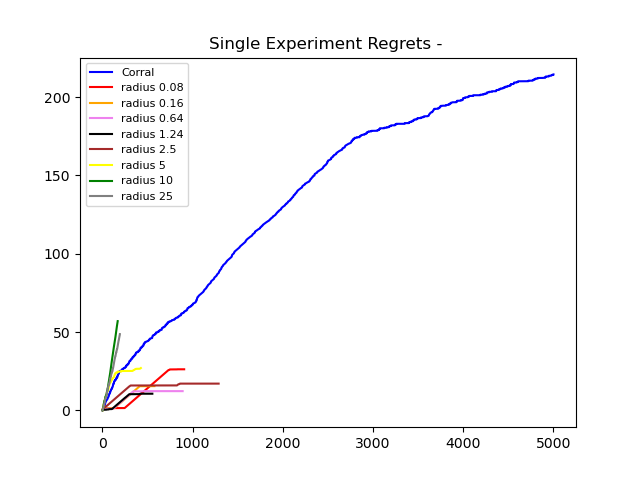 Single Experiment Regrets -
Corral
radius 0.08
radius 0.16
radius 0.64
radius 1.24
radius 2.5
radius 5
radius 10
radius 25
200
150
100
50
0
0 1000 2000 3000 4000 5000